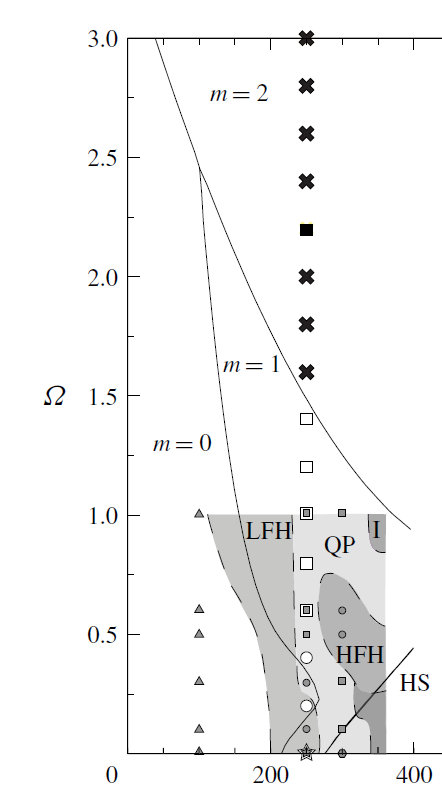 3.0
m = 2
2.5
2.0
m = 1
Ω 1.5
m = 0
1.0
LFH
QP
I
0.5
HFH
HS
0 200 400